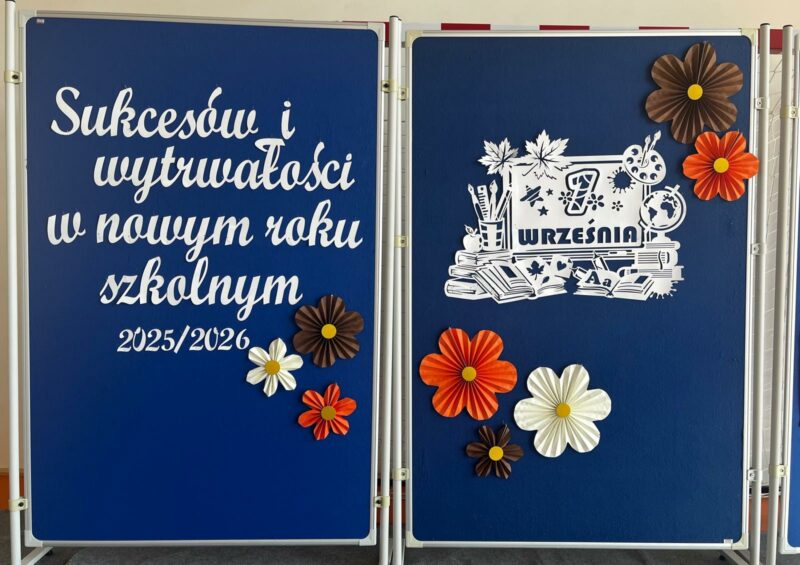 Sukcesów i
wytrwałości
w nowym roku
szkolnym
2025/2026
1
WRZEŚNIA
Aa